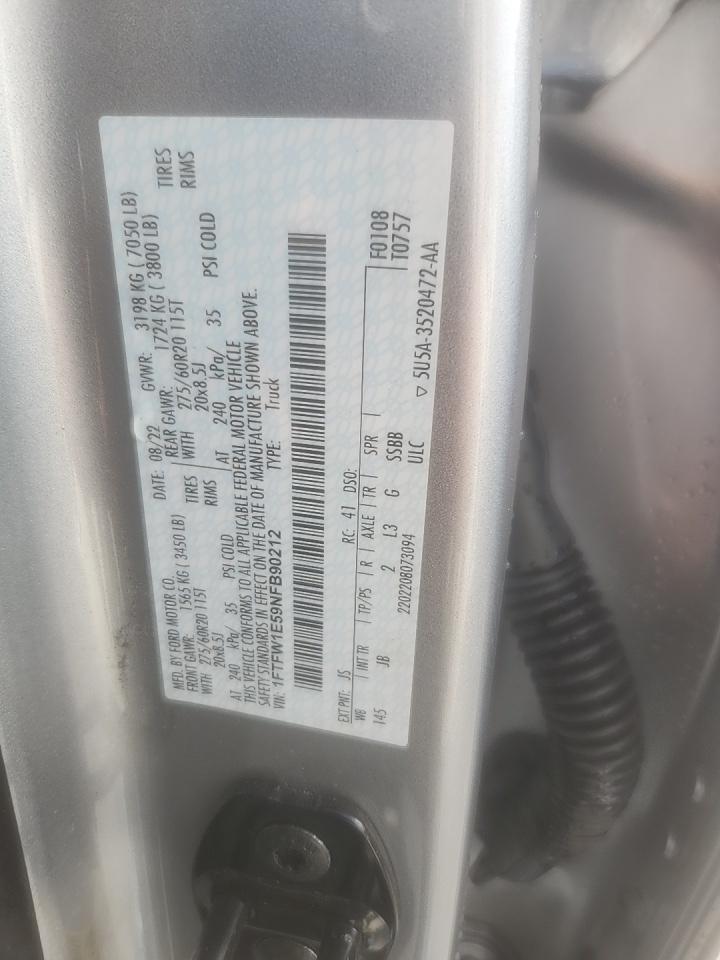 MFD. BY FORD MOTOR CO. DATE: 08/22 GVWR: 3198 KG ( 7050 LB)
FRONT GAWR: 1565 KG ( 3450 LB) REAR GAWR: 1724 KG ( 3800 LB)
WITH 275/60R20 115T TIRES WITH 275/60R20 115T TIRES
20x8.5J RIMS 20x8.5J RIMS
AT 240 kPa/ 35 PSI COLD AT 240 kPa/ 35 PSI COLD
THIS VEHICLE CONFORMS TO ALL APPLICABLE FEDERAL MOTOR VEHICLE
SAFETY STANDARDS IN EFFECT ON THE DATE OF MANUFACTURE SHOWN ABOVE.
VIN: 1FTFW1E59NFB90212 TYPE: Truck
EXT PNT: JS RC: 41 DSO: F0108
WB INT TR TP/PS R AXLE TR SPR T0757
145 JB 2 L3 G SSBB
2202208073094 ULC ▽ 5U5A-3520472-AA